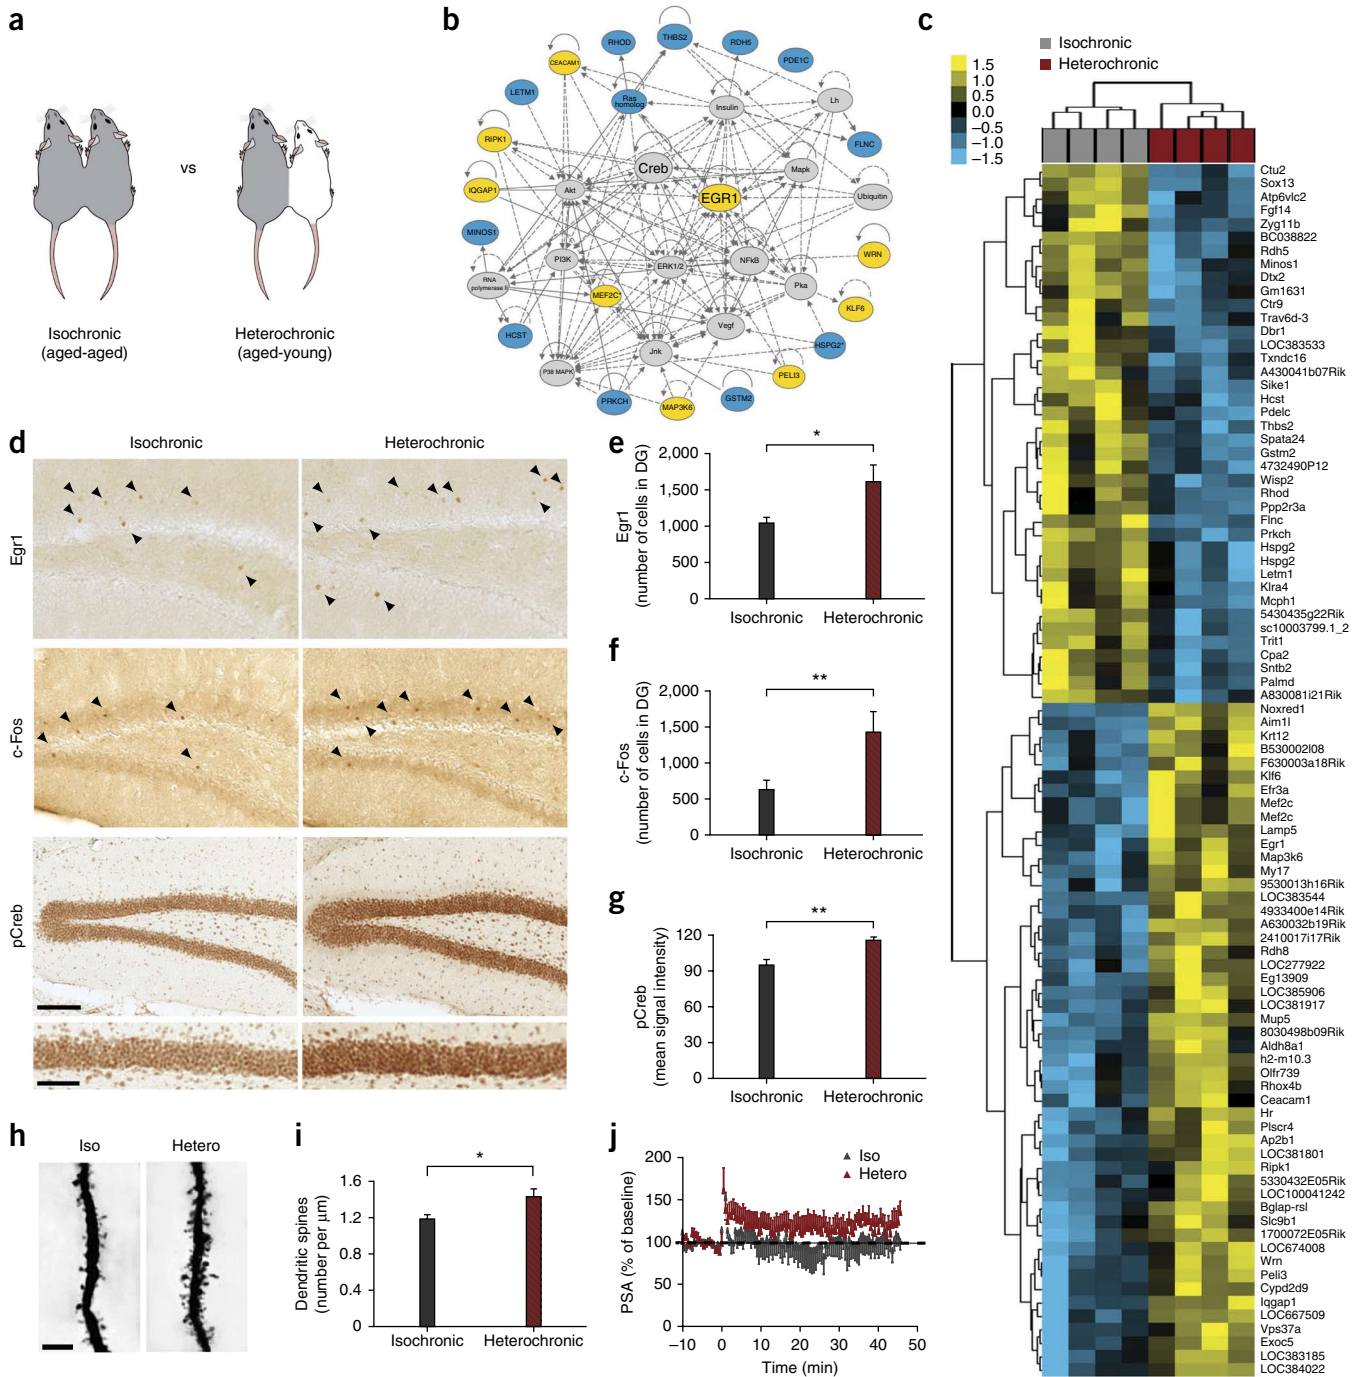 a
vs
Isochronic
(aged-aged)
Heterochronic
(aged-young)
b
THBS2
RHOD
RDH5
CEACAM1
PDE1C
LETM1
Ras
homolog
Insulin
Lh
RIPK1
FLNC
Creb
Mapk
IQGAP1
Akt
EGR1
Ubiquitin
MINOS1
PI3K
ERK1/2
NFkB
WRN
RNA
polymerase II
MEF2C*
Pka
KLF6
Vegf
HCST
HSPG2*
Jnk
P38 MAPK
PELI3
PRKCH
MAP3K6
GSTM2
c
Isochronic
Heterochronic
1.5
1.0
0.5
0.0
−0.5
−1.0
−1.5
Ctu2
Sox13
Atp6vlc2
Fgf14
Zyg11b
BC038822
Rdh5
Minos1
Dtx2
Gm1631
Ctr9
Trav6d-3
Dbr1
LOC383533
Txndc16
A430041b07Rik
Sike1
Hcst
Pdelc
Thbs2
Spata24
Gstm2
4732490P12
Wisp2
Rhod
Ppp2r3a
Flnc
Prkch
Hspg2
Hspg2
Letm1
Klra4
Mcph1
5430435g22Rik
sc10003799.1_2
Trit1
Cpa2
Sntb2
Palmd
A830081i21Rik
Noxred1
Aim1l
Krt12
B530002l08
F630003a18Rik
Klf6
Efr3a
Mef2c
Mef2c
Lamp5
Egr1
Map3k6
My17
9530013h16Rik
LOC383544
4933400e14Rik
A630032b19Rik
2410017i17Rik
Rdh8
LOC277922
Eg13909
LOC385906
LOC381917
Mup5
8030498b09Rik
Aldh8a1
h2-m10.3
Olfr739
Rhox4b
Ceacam1
Hr
Plscr4
Ap2b1
LOC381801
Ripk1
5330432E05Rik
LOC100041242
Bglap-rsl
Slc9b1
1700072E05Rik
LOC674008
Wrn
Peli3
Cypd2d9
Iqgap1
LOC667509
Vps37a
Exoc5
LOC383185
LOC384022
d
Isochronic
Heterochronic
Egr1
c-Fos
pCreb
e
*
2,000
1,500
1,000
500
0
Egr1
(number of cells in DG)
Isochronic
Heterochronic
f
**
2,000
1,500
1,000
500
0
c-Fos
(number of cells in DG)
Isochronic
Heterochronic
g
**
120
90
60
30
0
pCreb
(mean signal intensity)
Isochronic
Heterochronic
h
Iso
Hetero
i
*
1.6
1.2
0.8
0.4
0
Dendritic spines
(number per μm)
Isochronic
Heterochronic
j
Iso
Hetero
200
150
100
50
0
PSA (% of baseline)
−10
0
10
20
30
40
50
Time (min)